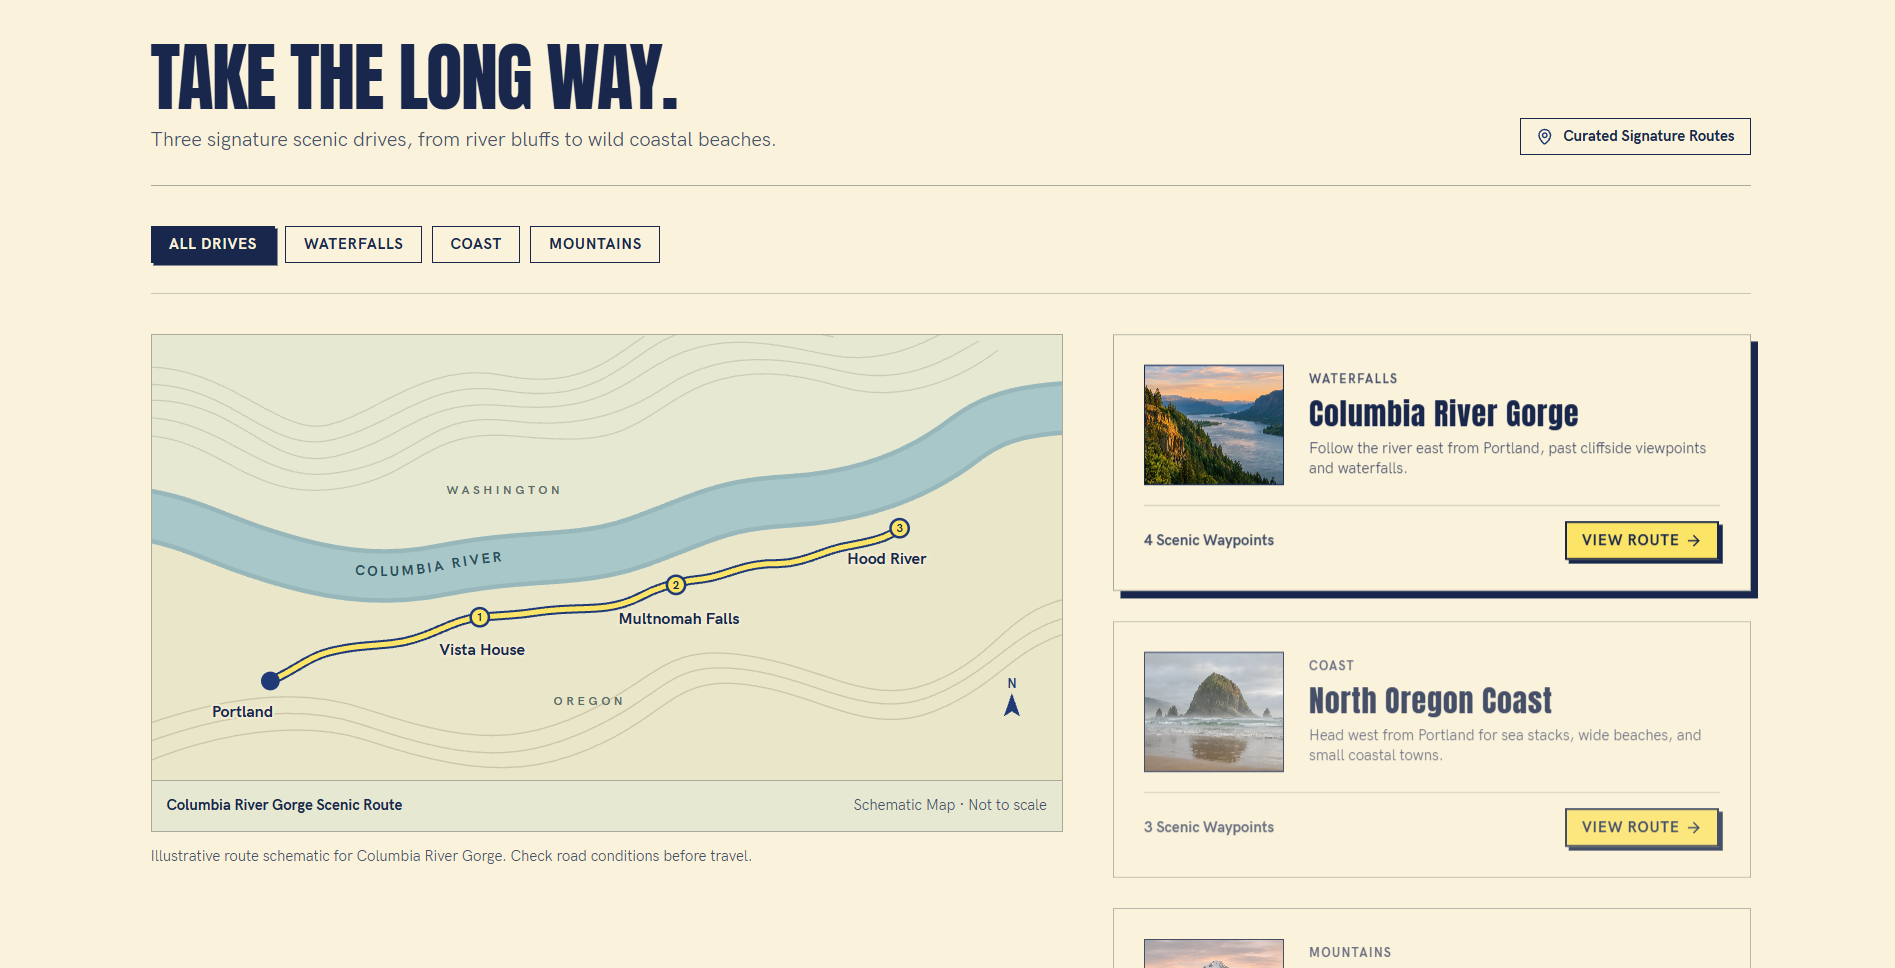 TAKE THE LONG WAY.
Three signature scenic drives, from river bluffs to wild coastal beaches.
Curated Signature Routes
ALL DRIVES
WATERFALLS
COAST
MOUNTAINS
WASHINGTON
COLUMBIA RIVER
3
Hood River
2
Multnomah Falls
1
Vista House
Portland
OREGON
N
Columbia River Gorge Scenic Route
Schematic Map · Not to scale
Illustrative route schematic for Columbia River Gorge. Check road conditions before travel.
WATERFALLS
Columbia River Gorge
Follow the river east from Portland, past cliffside viewpoints
and waterfalls.
4 Scenic Waypoints
VIEW ROUTE →
COAST
North Oregon Coast
Head west from Portland for sea stacks, wide beaches, and
small coastal towns.
3 Scenic Waypoints
VIEW ROUTE →
MOUNTAINS